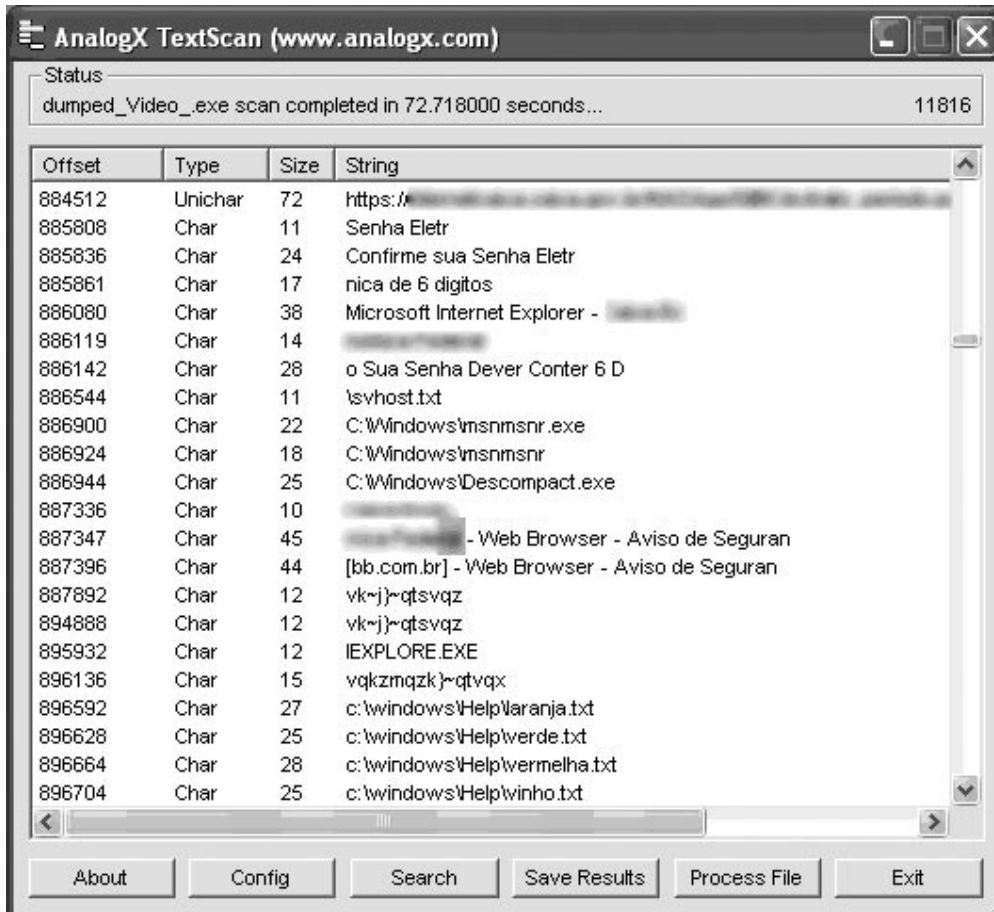 AnalogX TextScan (www.analogx.com)
Status
dumped_Video_.exe scan completed in 72.718000 seconds... 11816
Offset Type Size String
884512 Unichar 72 https://
885808 Char 11 Senha Eletr
885836 Char 24 Confirme sua Senha Eletr
885861 Char 17 nica de 6 digitos
886080 Char 38 Microsoft Internet Explorer -
886119 Char 14
886142 Char 28 o Sua Senha Dever Conter 6 D
886544 Char 11 \svhost.txt
886900 Char 22 C:\Windows\msnmsnr.exe
886924 Char 18 C:\Windows\msnmsnr
886944 Char 25 C:\Windows\Descompact.exe
887336 Char 10
887347 Char 45 - Web Browser - Aviso de Seguran
887396 Char 44 [bb.com.br] - Web Browser - Aviso de Seguran
887892 Char 12 vk~j}~qtsvqz
894888 Char 12 vk~j}~qtsvqz
895932 Char 12 IEXPLORE.EXE
896136 Char 15 vqkzmqzk}~qtvqx
896592 Char 27 c:\windows\Help\laranja.txt
896628 Char 25 c:\windows\Help\verde.txt
896664 Char 28 c:\windows\Help\vermelha.txt
896704 Char 25 c:\windows\Help\vinho.txt
About Config Search Save Results Process File Exit